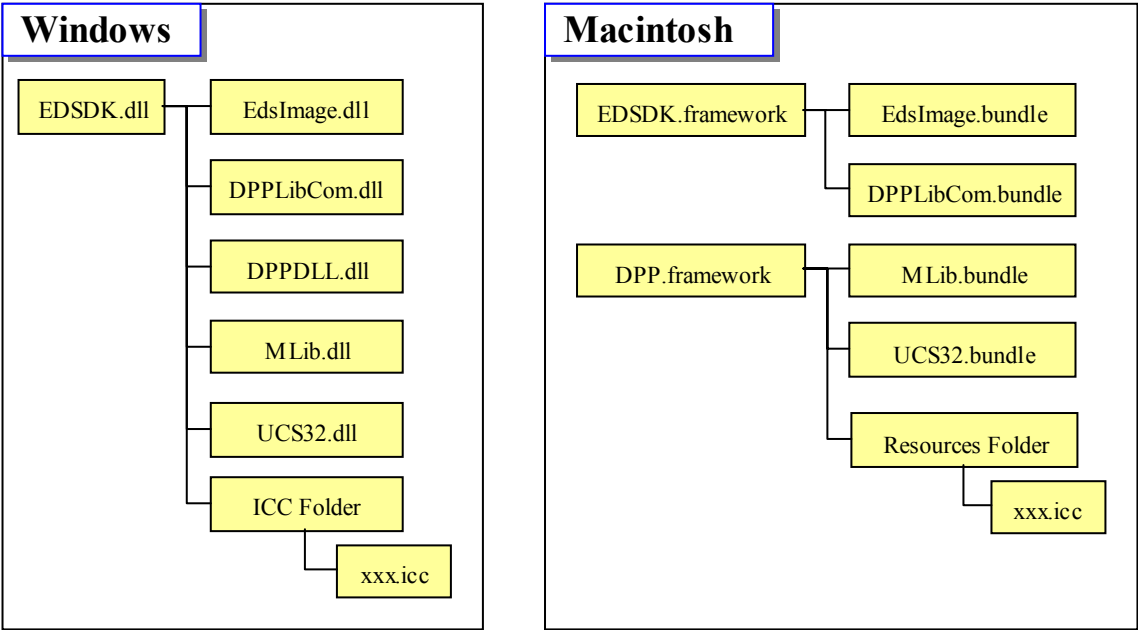 Windows
EDSDK.dll
EdsImage.dll
DPPLibCom.dll
DPPDLL.dll
MLib.dll
UCS32.dll
ICC Folder
xxx.icc
Macintosh
EDSDK.framework
EdsImage.bundle
DPPLibCom.bundle
DPP.framework
MLib.bundle
UCS32.bundle
Resources Folder
xxx.icc